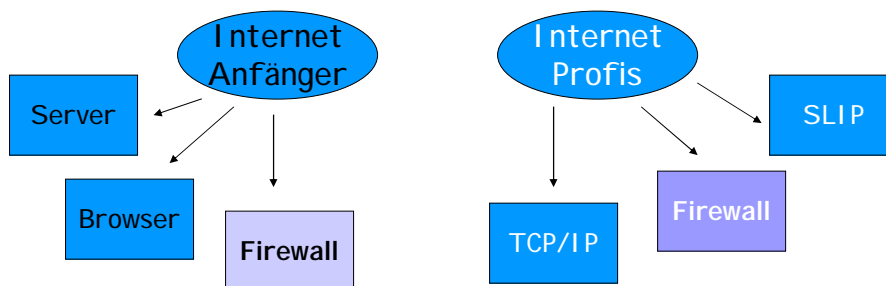 Internet
Anfänger
Internet
Profis
Server
SLIP
Browser
Firewall
Firewall
TCP/IP